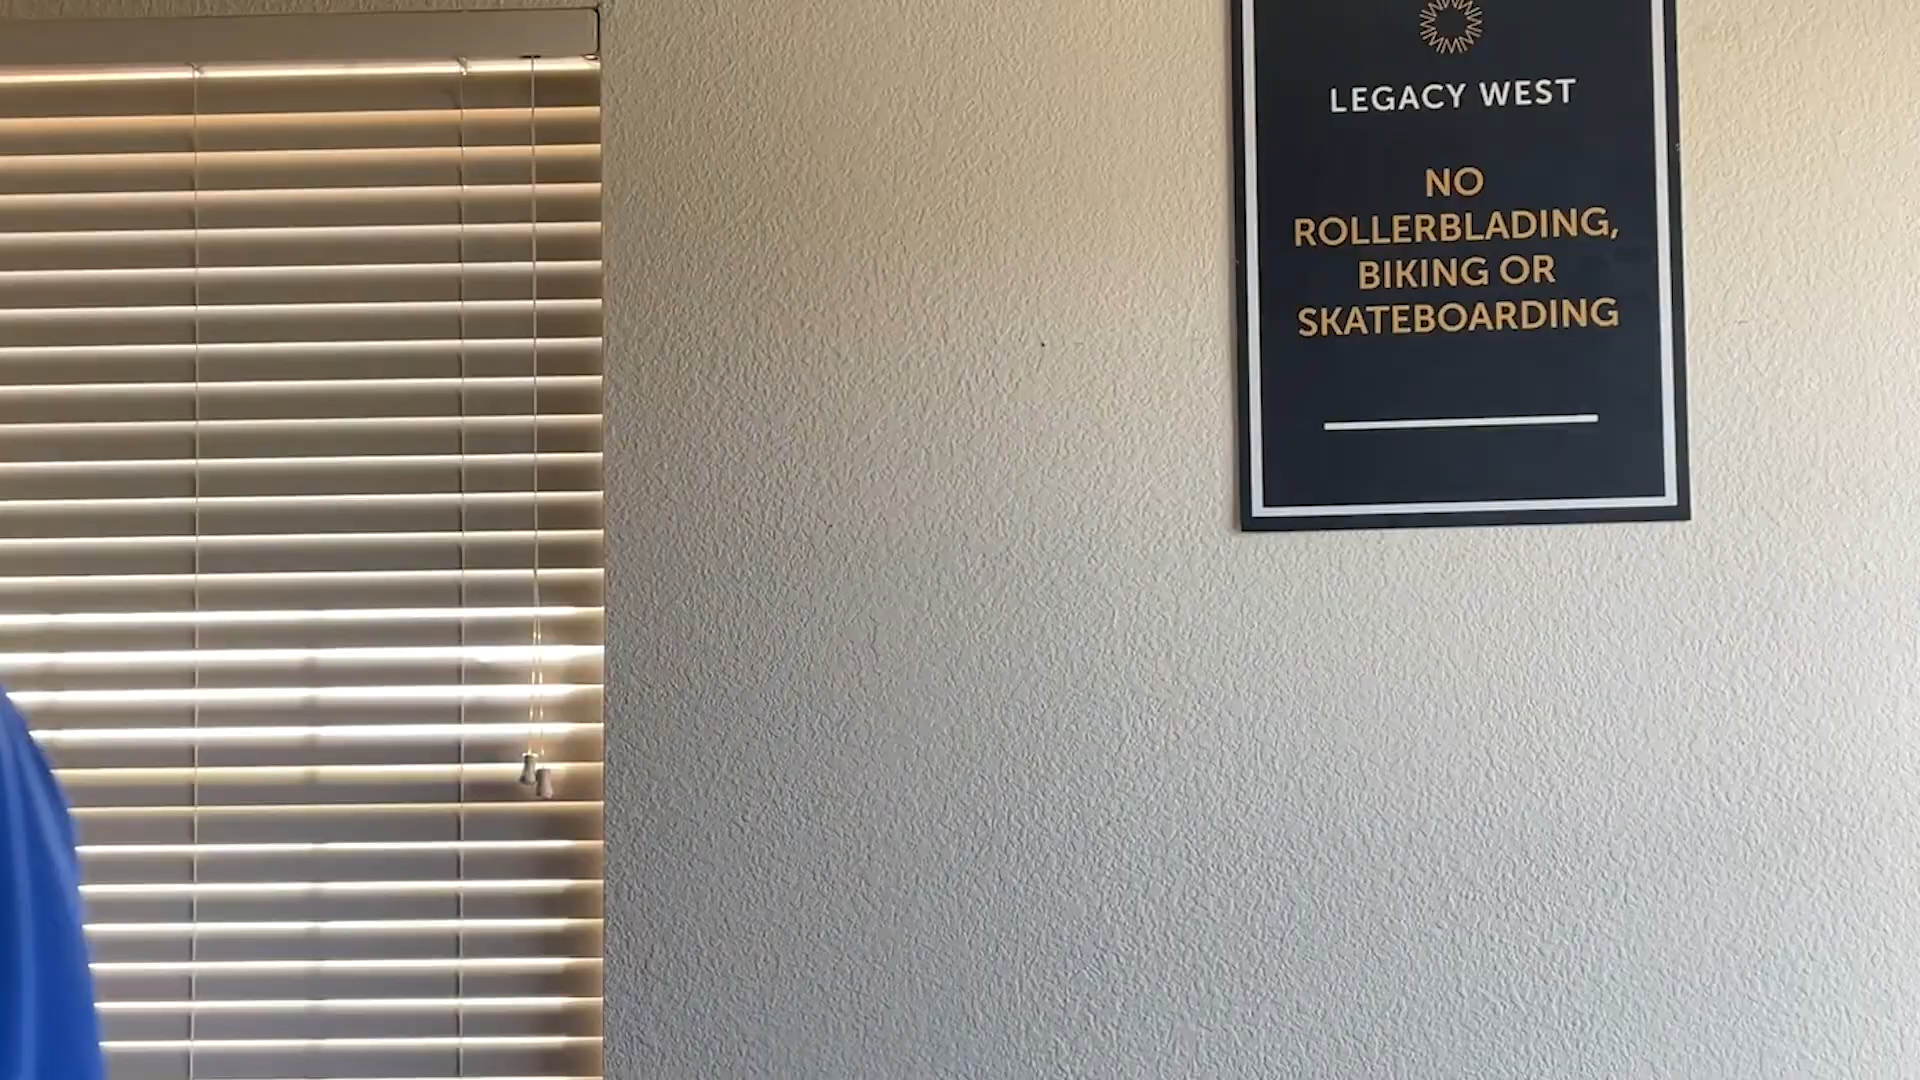 LEGACY WEST
NO
ROLLERBLADING,
BIKING OR
SKATEBOARDING